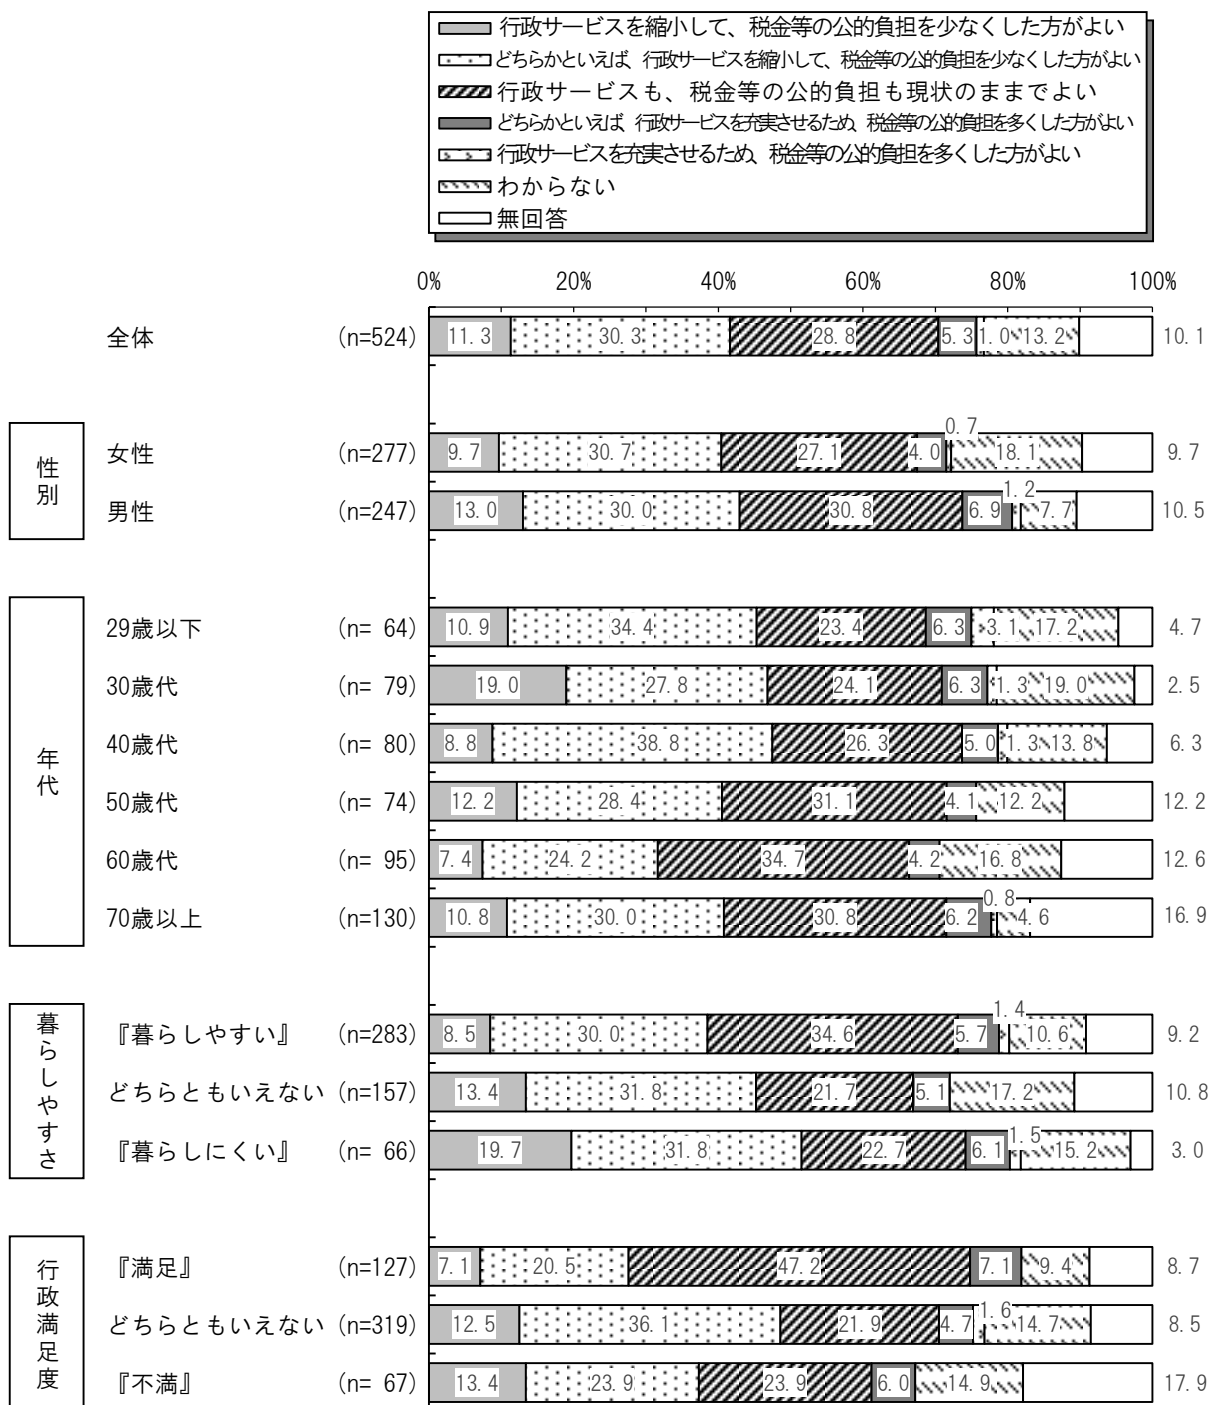 行政サービスを縮小して、税金等の公的負担を少なくした方がよい
どちらかといえば、行政サービスを縮小して、税金等の公的負担を少なくした方がよい
行政サービスも、税金等の公的負担も現状のままでよい
どちらかといえば、行政サービスを充実させるため、税金等の公的負担を多くした方がよい
行政サービスを充実させるため、税金等の公的負担を多くした方がよい
わからない
無回答
0% 20% 40% 60% 80% 100%
全体 (n=524) 11.3 30.3 28.8 5.3 1.0 13.2 10.1
性別
女性 (n=277) 9.7 30.7 27.1 4.0 0.7 18.1 9.7
男性 (n=247) 13.0 30.0 30.8 6.9 1.2 7.7 10.5
年代
29歳以下 (n= 64) 10.9 34.4 23.4 6.3 3.1 17.2 4.7
30歳代 (n= 79) 19.0 27.8 24.1 6.3 1.3 19.0 2.5
40歳代 (n= 80) 8.8 38.8 26.3 5.0 1.3 13.8 6.3
50歳代 (n= 74) 12.2 28.4 31.1 4.1 12.2 12.2
60歳代 (n= 95) 7.4 24.2 34.7 4.2 16.8 12.6
70歳以上 (n=130) 10.8 30.0 30.8 6.2 0.8 4.6 16.9
暮らしやすさ
『暮らしやすい』 (n=283) 8.5 30.0 34.6 5.7 1.4 10.6 9.2
どちらともいえない (n=157) 13.4 31.8 21.7 5.1 17.2 10.8
『暮らしにくい』 (n= 66) 19.7 31.8 22.7 6.1 1.5 15.2 3.0
行政満足度
『満足』 (n=127) 7.1 20.5 47.2 7.1 9.4 8.7
どちらともいえない (n=319) 12.5 36.1 21.9 4.7 1.6 14.7 8.5
『不満』 (n= 67) 13.4 23.9 23.9 6.0 14.9 17.9